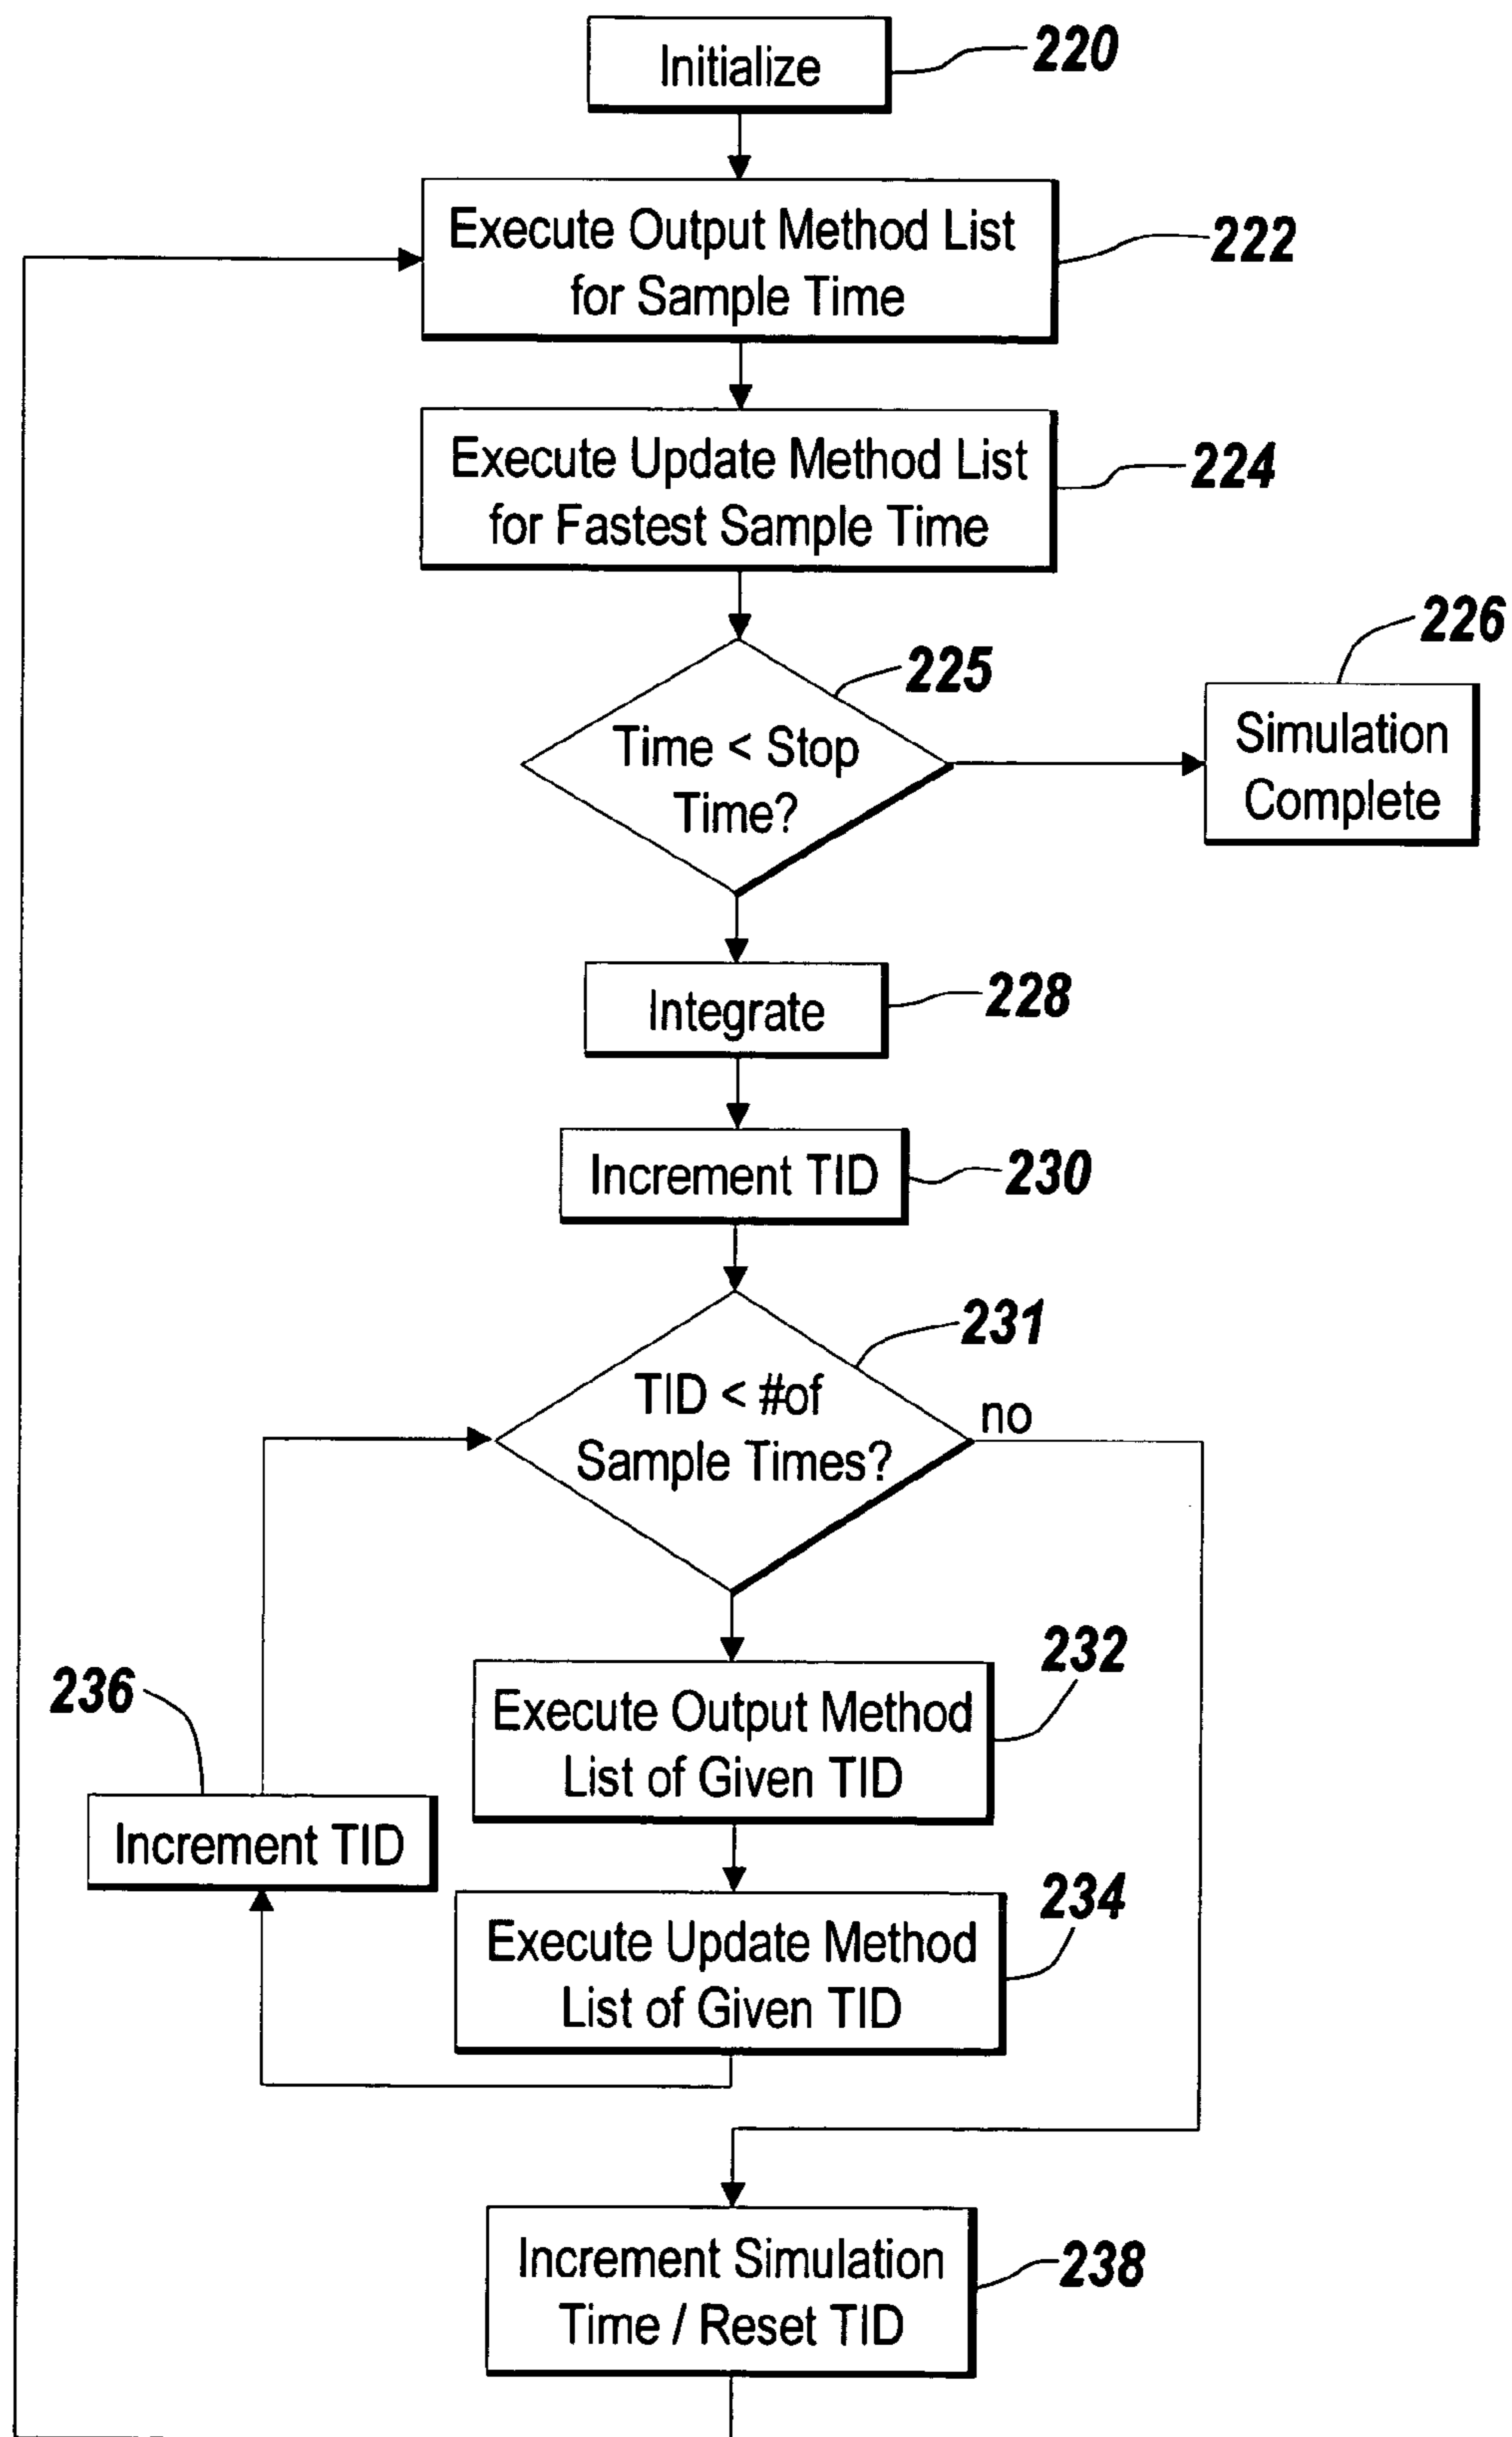 Initialize
220
Execute Output Method List
for Sample Time
222
Execute Update Method List
for Fastest Sample Time
224
225
226
Time < Stop
Time?
Simulation
Complete
Integrate
228
Increment TID
230
231
TID < #of
Sample Times?
no
232
Execute Output Method
List of Given TID
236
Increment TID
234
Execute Update Method
List of Given TID
Increment Simulation
Time / Reset TID
238